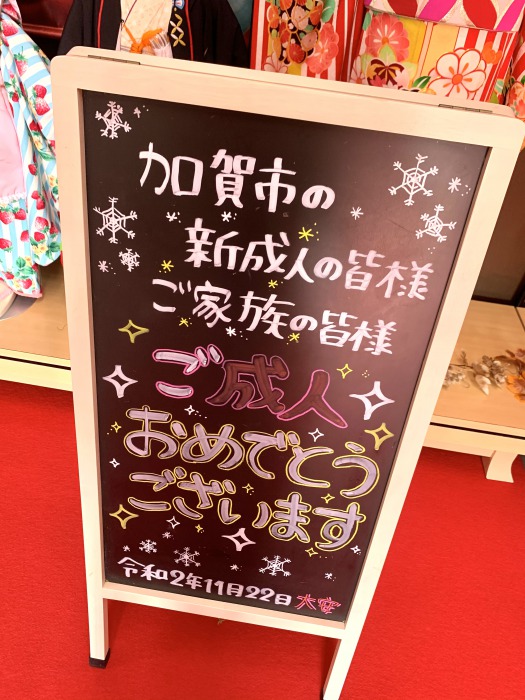 加賀市の
新成人の皆様
ご家族の皆様
ご成人
おめでとう
ございます
令和2年11月22日 大安